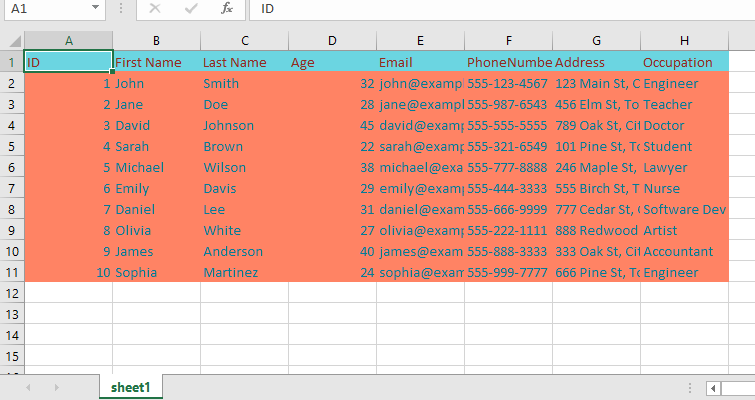 A1 fx ID
A B C D E F G H
1 ID First Name Last Name Age Email PhoneNumbe Address Occupation
2 1 John Smith 32 john@exampl 555-123-4567 123 Main St, C Engineer
3 2 Jane Doe 28 jane@exampl 555-987-6543 456 Elm St, To Teacher
4 3 David Johnson 45 david@examp 555-555-5555 789 Oak St, Cit Doctor
5 4 Sarah Brown 22 sarah@examp 555-321-6549 101 Pine St, To Student
6 5 Michael Wilson 38 michael@exa 555-777-8888 246 Maple St, Lawyer
7 6 Emily Davis 29 emily@examp 555-444-3333 555 Birch St, T Nurse
8 7 Daniel Lee 31 daniel@exam 555-666-9999 777 Cedar St, Software Dev
9 8 Olivia White 27 olivia@examp 555-222-1111 888 Redwood Artist
10 9 James Anderson 40 james@exam 555-888-3333 333 Oak St, Cit Accountant
11 10 Sophia Martinez 24 sophia@exam 555-999-7777 666 Pine St, To Engineer
12
13
14
15
sheet1